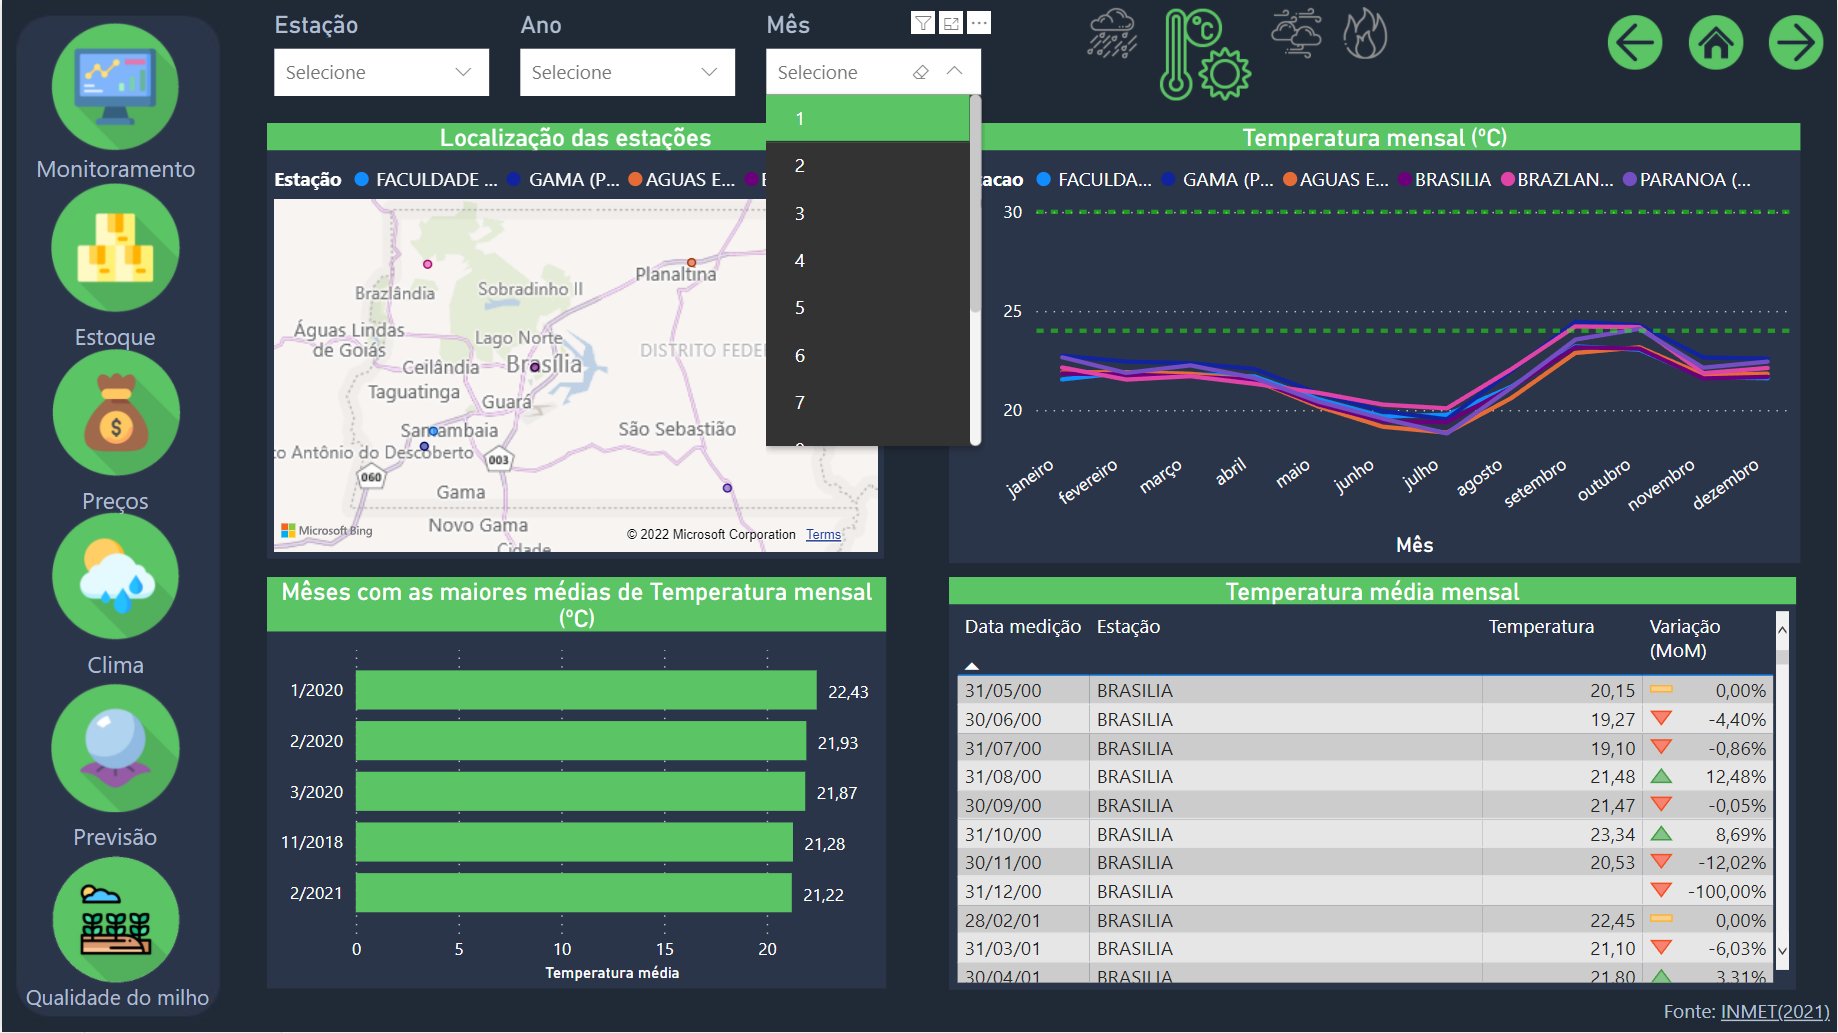 Estação
Ano
Mês
Selecione
Selecione
Selecione
°C
1
2
3
4
5
6
7
Monitoramento
Estoque
Preços
Clima
Previsão
Qualidade do milho
Localização das estações
Estação FACULDADE ... GAMA (P... AGUAS E...
Planaltina
Brazlândia
Sobradinho II
Águas Lindas
de Goiás
Lago Norte
Ceilândia
Brasília
DISTRITO FEDE
Taguatinga
Guará
Samambaia
São Sebastião
o Antônio do Descoberto
003
060
Gama
Novo Gama
Cidade
Microsoft Bing
© 2022 Microsoft Corporation Terms
Temperatura mensal (ºC)
acao FACULDA... GAMA (P... AGUAS E... BRASILIA BRAZLAN... PARANOA (...
30
25
20
janeiro
fevereiro
março
abril
maio
junho
julho
agosto
setembro
outubro
novembro
dezembro
Mês
Mêses com as maiores médias de Temperatura mensal
(ºC)
1/2020 22,43
2/2020 21,93
3/2020 21,87
11/2018 21,28
2/2021 21,22
0 5 10 15 20
Temperatura média
Temperatura média mensal
Data medição Estação Temperatura Variação
(MoM)
31/05/00 BRASILIA 20,15 0,00%
30/06/00 BRASILIA 19,27 -4,40%
31/07/00 BRASILIA 19,10 -0,86%
31/08/00 BRASILIA 21,48 12,48%
30/09/00 BRASILIA 21,47 -0,05%
31/10/00 BRASILIA 23,34 8,69%
30/11/00 BRASILIA 20,53 -12,02%
31/12/00 BRASILIA -100,00%
28/02/01 BRASILIA 22,45 0,00%
31/03/01 BRASILIA 21,10 -6,03%
30/04/01 BRASILIA 21,80 3,31%
Fonte: INMET(2021)